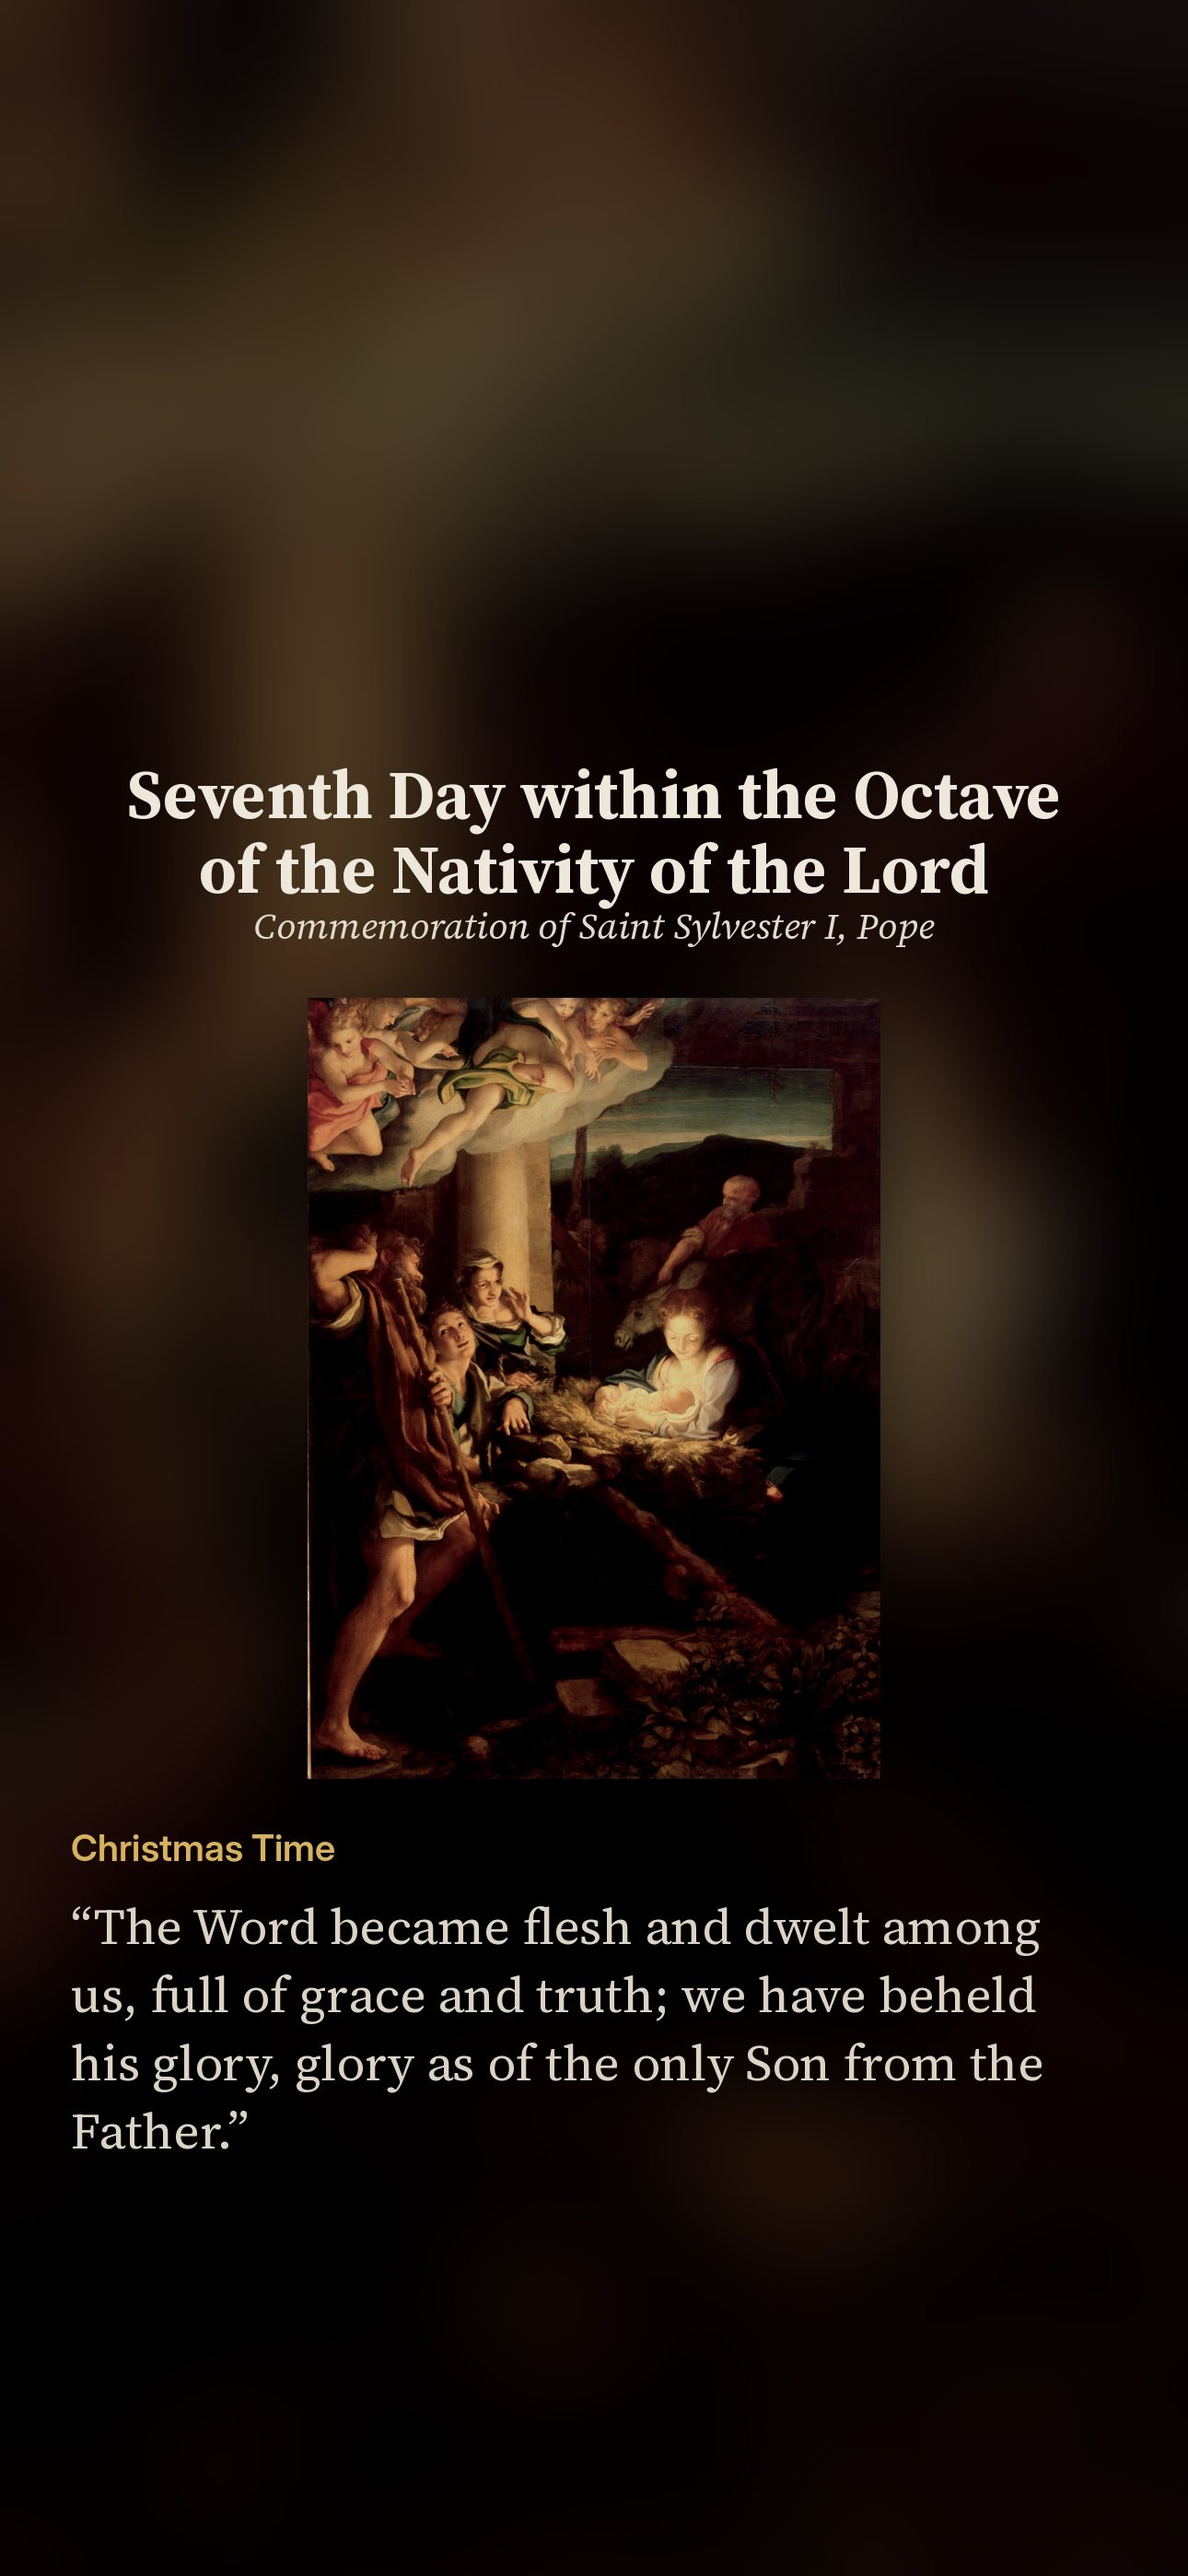 Seventh Day within the Octave
of the Nativity of the Lord
Commemoration of Saint Sylvester I, Pope
Christmas Time
“The Word became flesh and dwelt among
us, full of grace and truth; we have beheld
his glory, glory as of the only Son from the
Father.”